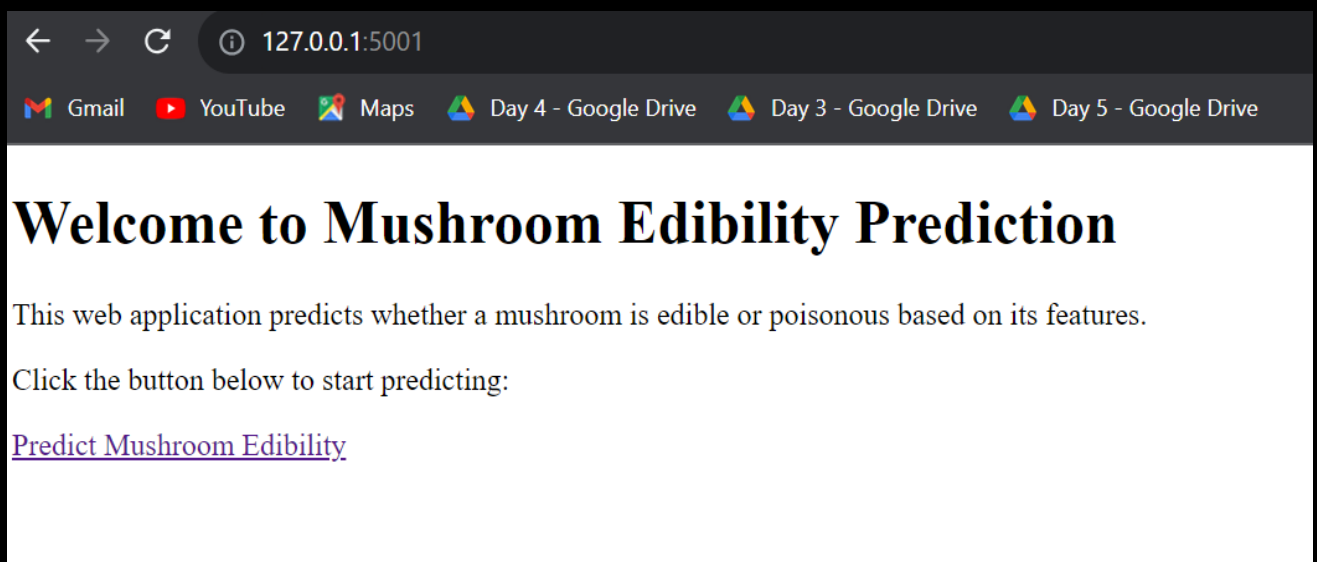 127.0.0.1:5001
Gmail YouTube Maps Day 4 - Google Drive Day 3 - Google Drive Day 5 - Google Drive
Welcome to Mushroom Edibility Prediction
This web application predicts whether a mushroom is edible or poisonous based on its features.
Click the button below to start predicting:
Predict Mushroom Edibility